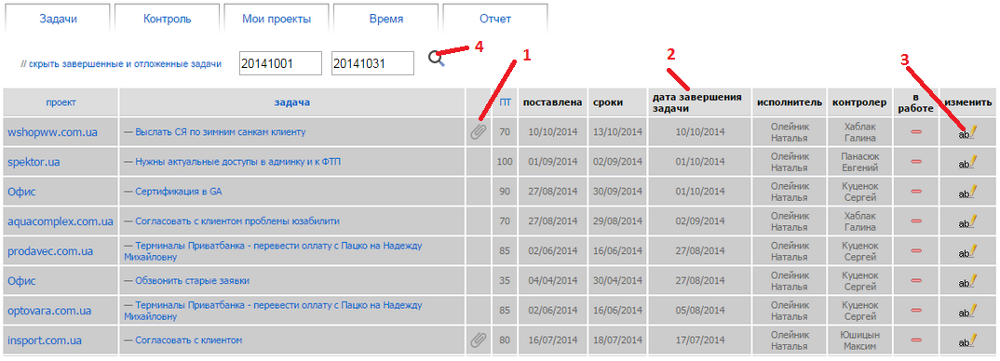 Задачи Контроль Мои проекты Время Отчет
4
1
2
3
// скрыть завершенные и отложенные задачи 20141001 20141031
проект задача ПТ поставлена сроки дата завершения задачи исполнитель контролер в работе изменить
wshopww.com.ua — Выслать СЯ по зимним санкам клиенту 70 10/10/2014 13/10/2014 10/10/2014 Олейник Наталья Хаблак Галина ab
spektor.ua — Нужны актуальные доступы в админку и к ФТП 100 01/09/2014 02/09/2014 01/10/2014 Олейник Наталья Панасюк Евгений ab
Офис — Сертификация в GA 90 27/08/2014 30/09/2014 01/10/2014 Олейник Наталья Куценок Сергей ab
aquacomplex.com.ua — Согласовать с клиентом проблемы юзабилити 70 27/08/2014 29/08/2014 02/09/2014 Олейник Наталья Хаблак Галина ab
prodavec.com.ua — Терминалы Приватбанка - перевести оплату с Пацко на Надежду Михайловну 85 02/06/2014 16/06/2014 27/08/2014 Олейник Наталья Куценок Сергей ab
Офис — Обзвонить старые заявки 35 04/04/2014 30/04/2014 27/08/2014 Олейник Наталья Куценок Сергей ab
optovara.com.ua — Терминалы Приватбанка - перевести оллату с Пацко на Надежду Михайловну 85 02/06/2014 16/06/2014 05/08/2014 Олейник Наталья Куценок Сергей ab
insport.com.ua — Согласовать с клиентом 80 16/07/2014 18/07/2014 17/07/2014 Олейник Наталья Юшицын Максим ab